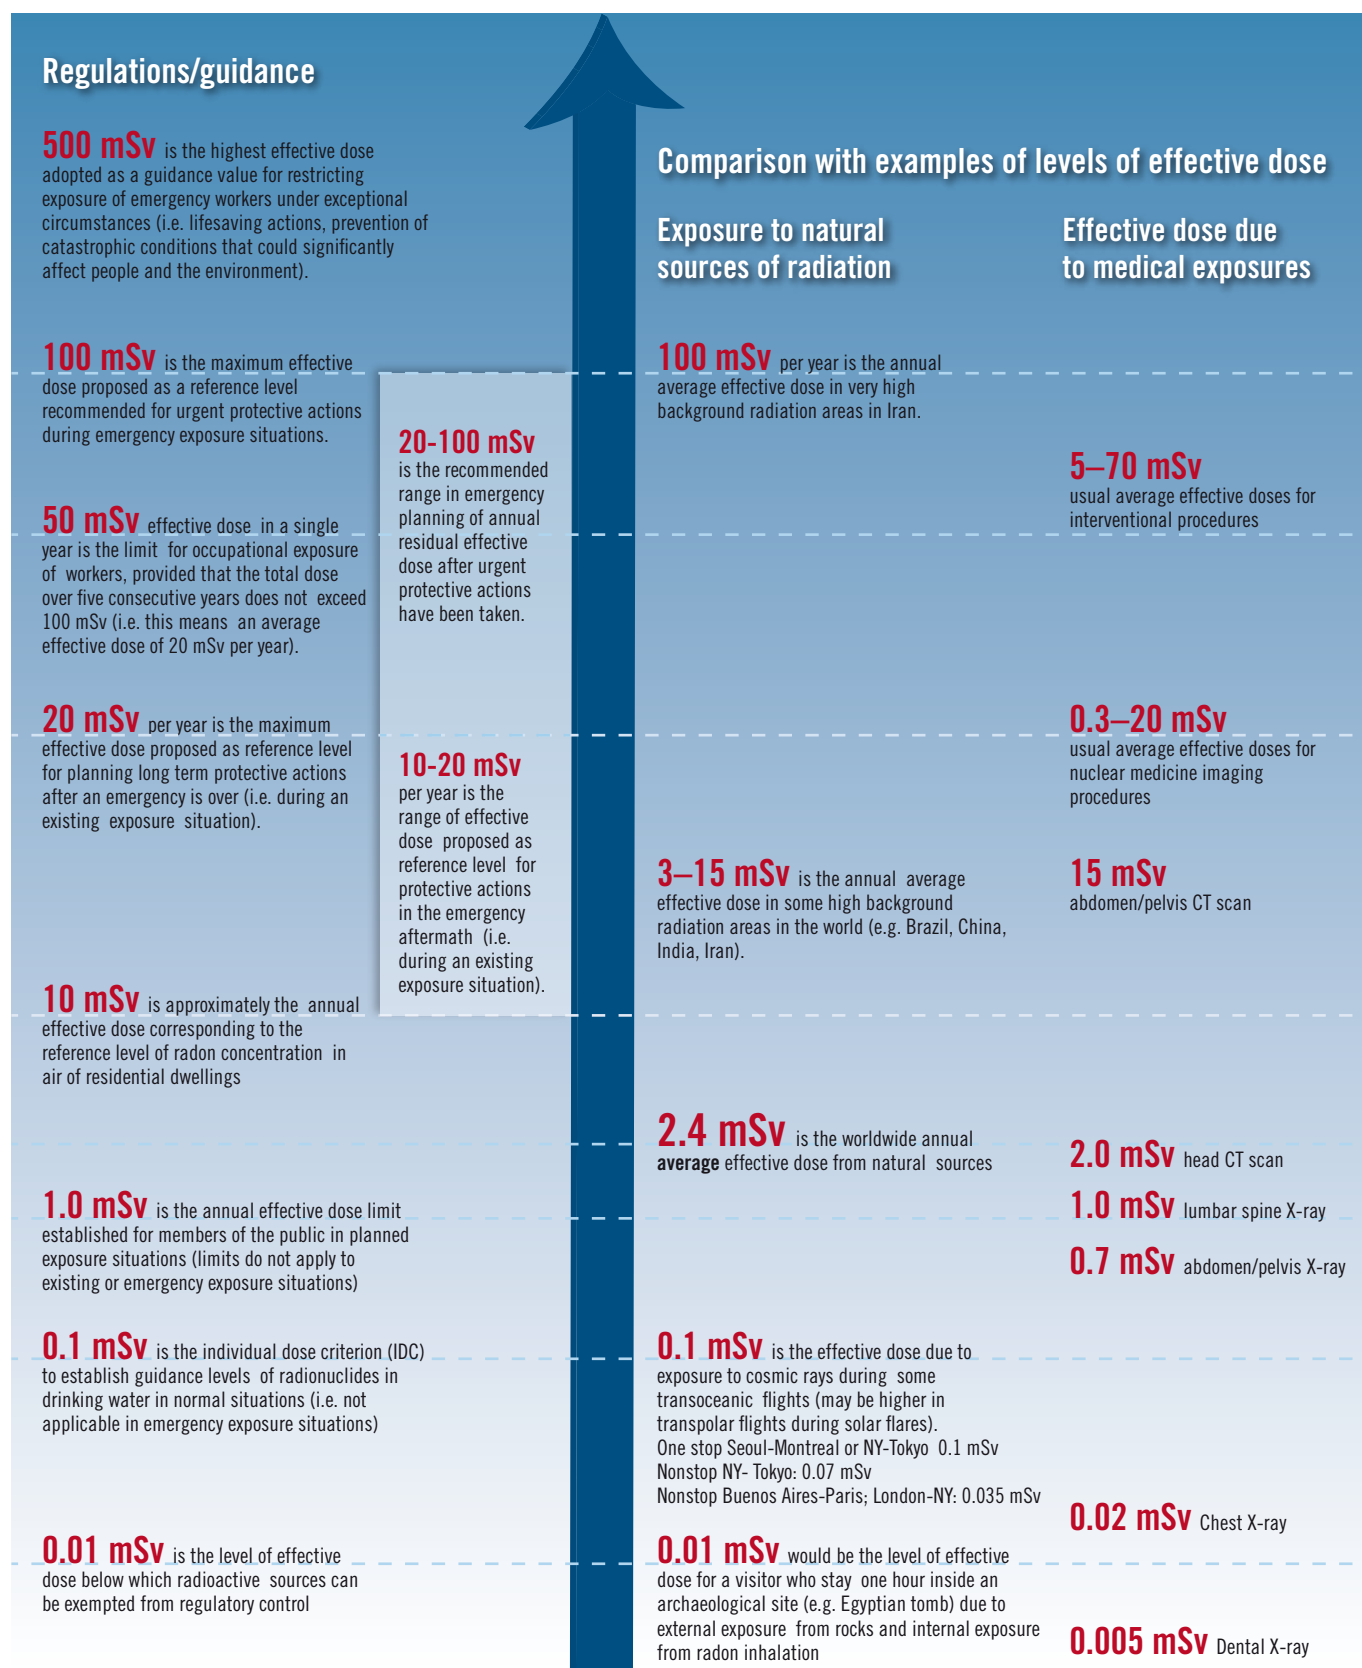 Regulations/guidance
500 mSv is the highest effective dose
adopted as a guidance value for restricting
exposure of emergency workers under exceptional
circumstances (i.e. lifesaving actions, prevention of
catastrophic conditions that could significantly
affect people and the environment).
100 mSv is the maximum effective
dose proposed as a reference level
recommended for urgent protective actions
during emergency exposure situations.
50 mSv effective dose in a single
year is the limit for occupational exposure
of workers, provided that the total dose
over five consecutive years does not exceed
100 mSv (i.e. this means an average
effective dose of 20 mSv per year).
20 mSv per year is the maximum
effective dose proposed as reference level
for planning long term protective actions
after an emergency is over (i.e. during an
existing exposure situation).
10 mSv is approximately the annual
effective dose corresponding to the
reference level of radon concentration in
air of residential dwellings
1.0 mSv is the annual effective dose limit
established for members of the public in planned
exposure situations (limits do not apply to
existing or emergency exposure situations)
0.1 mSv is the individual dose criterion (IDC)
to establish guidance levels of radionuclides in
drinking water in normal situations (i.e. not
applicable in emergency exposure situations)
0.01 mSv is the level of effective
dose below which radioactive sources can
be exempted from regulatory control
20-100 mSv
is the recommended
range in emergency
planning of annual
residual effective
dose after urgent
protective actions
have been taken.
10-20 mSv
per year is the
range of effective
dose proposed as
reference level for
protective actions
in the emergency
aftermath (i.e.
during an existing
exposure situation).
Comparison with examples of levels of effective dose
Exposure to natural
sources of radiation
100 mSv per year is the annual
average effective dose in very high
background radiation areas in Iran.
3–15 mSv is the annual average
effective dose in some high background
radiation areas in the world (e.g. Brazil, China,
India, Iran).
2.4 mSv is the worldwide annual
average effective dose from natural sources
0.1 mSv is the effective dose due to
exposure to cosmic rays during some
transoceanic flights (may be higher in
transpolar flights during solar flares).
One stop Seoul-Montreal or NY-Tokyo 0.1 mSv
Nonstop NY- Tokyo: 0.07 mSv
Nonstop Buenos Aires-Paris; London-NY: 0.035 mSv
0.01 mSv would be the level of effective
dose for a visitor who stay one hour inside an
archaeological site (e.g. Egyptian tomb) due to
external exposure from rocks and internal exposure
from radon inhalation
Effective dose due
to medical exposures
5–70 mSv
usual average effective doses for
interventional procedures
0.3–20 mSv
usual average effective doses for
nuclear medicine imaging
procedures
15 mSv
abdomen/pelvis CT scan
2.0 mSv head CT scan
1.0 mSv lumbar spine X-ray
0.7 mSv abdomen/pelvis X-ray
0.02 mSv Chest X-ray
0.005 mSv Dental X-ray